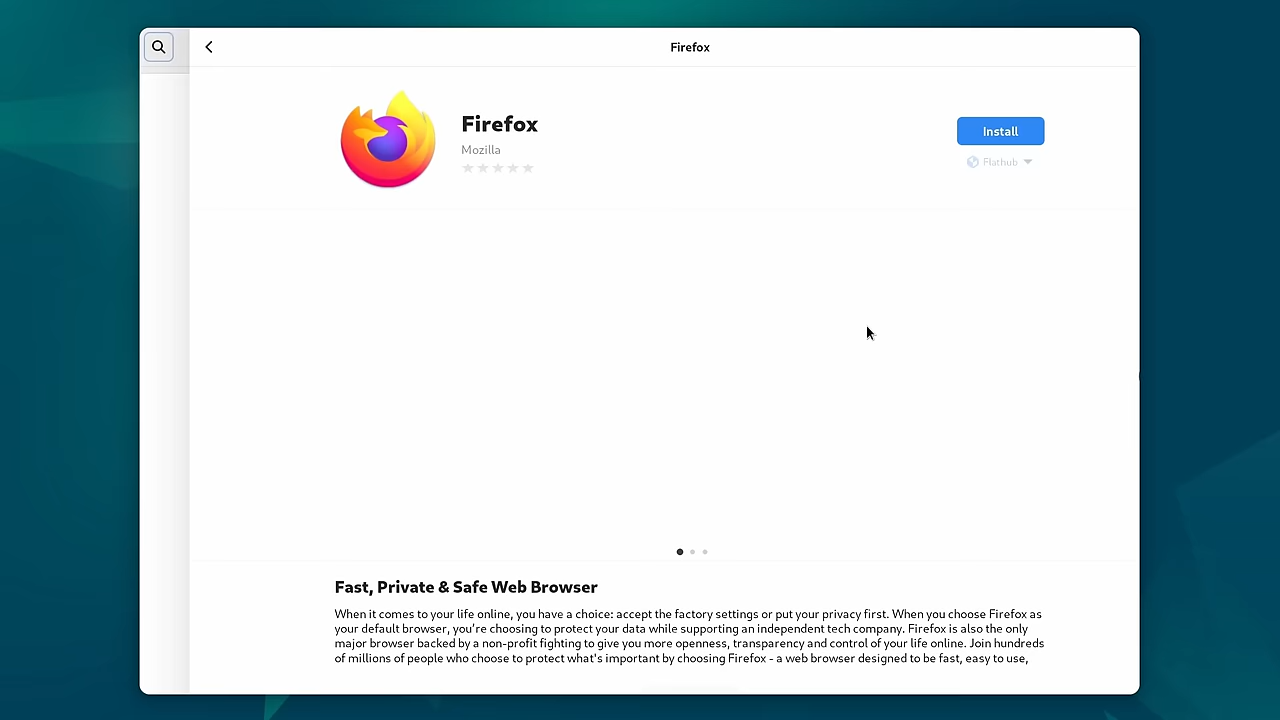 Firefox
Firefox
Mozilla
Install
Flathub
Fast, Private & Safe Web Browser
When it comes to your life online, you have a choice: accept the factory settings or put your privacy first. When you choose Firefox as
your default browser, you’re choosing to protect your data while supporting an independent tech company. Firefox is also the only
major browser backed by a non-profit fighting to give you more openness, transparency and control of your life online. Join hundreds
of millions of people who choose to protect what's important by choosing Firefox - a web browser designed to be fast, easy to use,